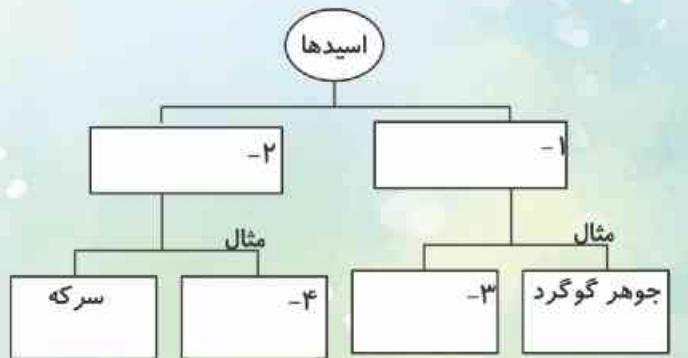 اسیدها
۱-
۲-
مثال
مثال
جوهر گوگرد
۳-
۴-
سرکه